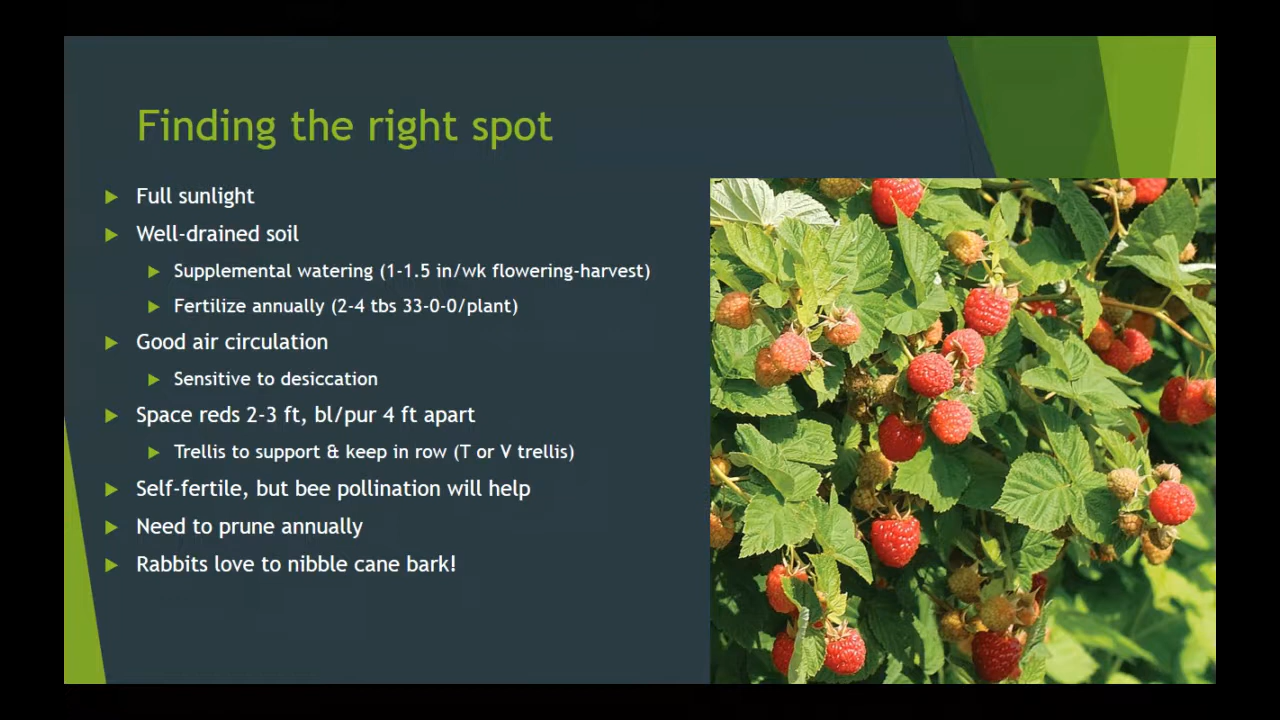 Finding the right spot
Full sunlight
Well-drained soil
Supplemental watering (1-1.5 in/wk flowering-harvest)
Fertilize annually (2-4 tbs 33-0-0/plant)
Good air circulation
Sensitive to desiccation
Space reds 2-3 ft, bl/pur 4 ft apart
Trellis to support & keep in row (T or V trellis)
Self-fertile, but bee pollination will help
Need to prune annually
Rabbits love to nibble cane bark!